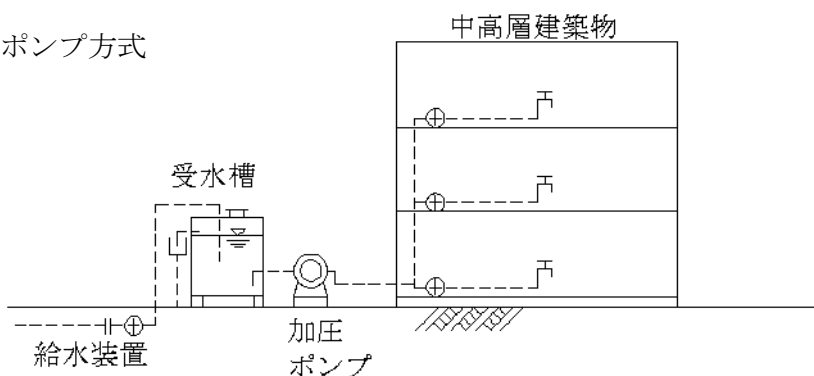 中高層建築物
ポンプ方式
受水槽
給水装置
加圧
ポンプ